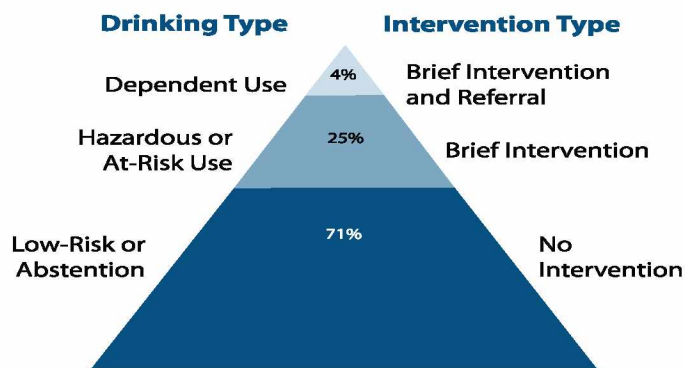 Drinking Type
Intervention Type
Dependent Use
4%
Brief Intervention
and Referral
Hazardous or
At-Risk Use
25%
Brief Intervention
Low-Risk or
Abstention
71%
No
Intervention